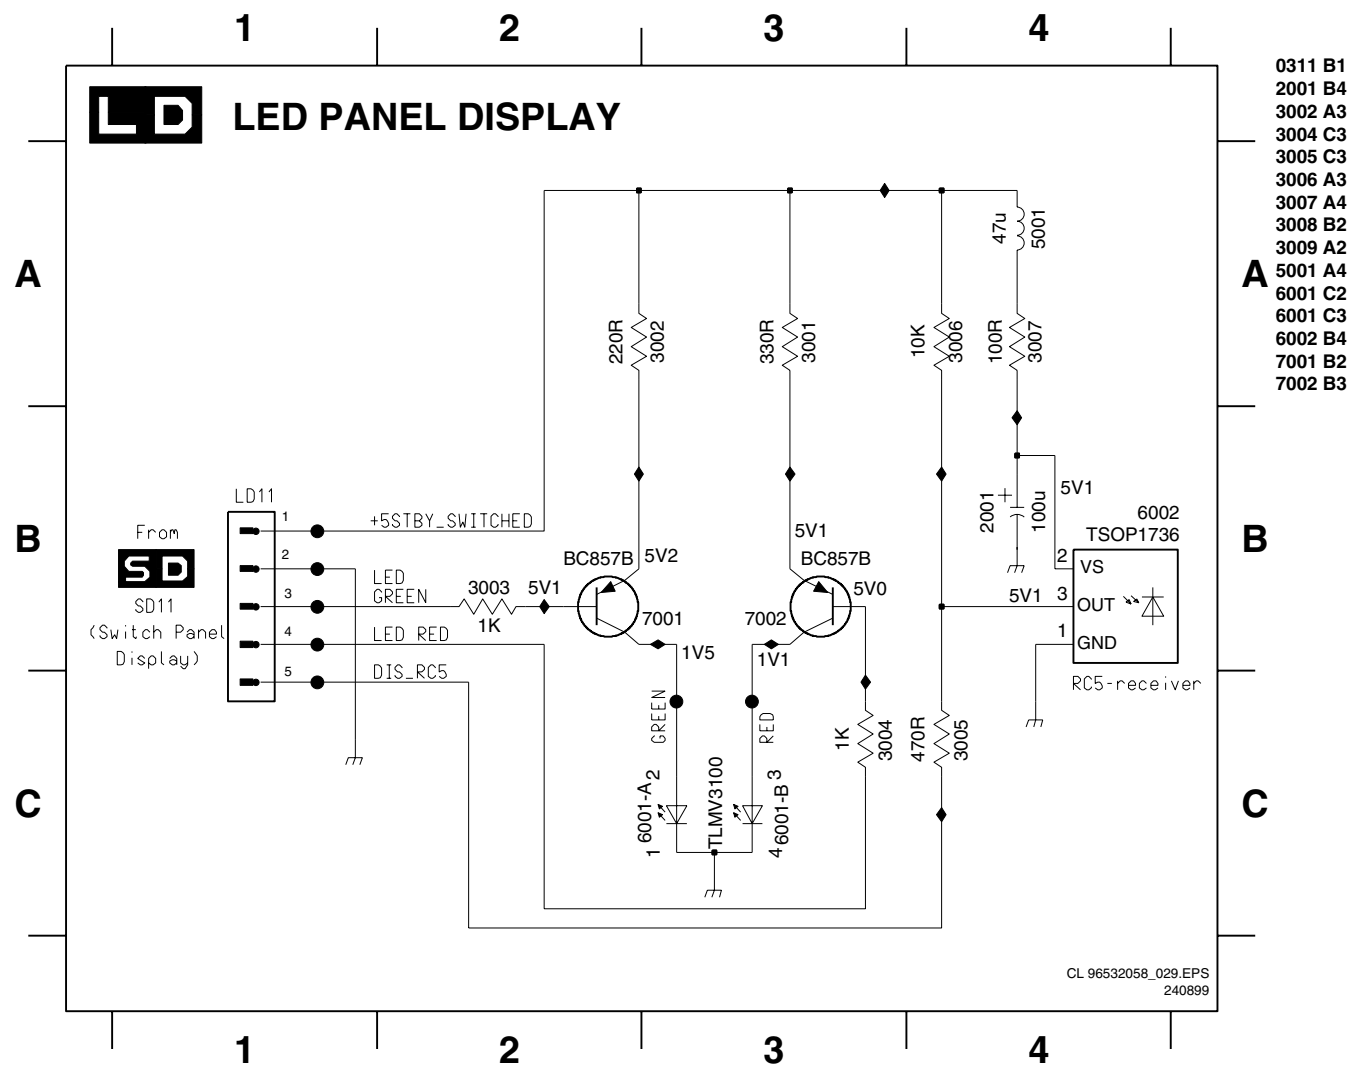 1 2 3 4
LD LED PANEL DISPLAY
0311 B1
2001 B4
3002 A3
3004 C3
3005 C3
3006 A3
3007 A4
3008 B2
3009 A2
5001 A4
6001 C2
6001 C3
6002 B4
7001 B2
7002 B3
A
A
47u
5001
220R
3002
330R
3001
10K
3006
100R
3007
B
B
LD11
From
SD
SD11
(Switch Panel
Display)
1
2
3
4
5
+5STBY_SWITCHED
LED
GREEN
LED RED
DIS_RC5
3003
1K
5V1
BC857B
5V2
7001
1V5
5V1
BC857B
5V0
7002
1V1
2001
+
100u
5V1
6002
TSOP1736
2 VS
5V1 3 OUT
1 GND
RC5-receiver
C
C
GREEN
RED
1K
3004
470R
3005
1 6001-A 2
TLMV3100
4 6001-B 3
CL 96532058_029.EPS
240899
1 2 3 4